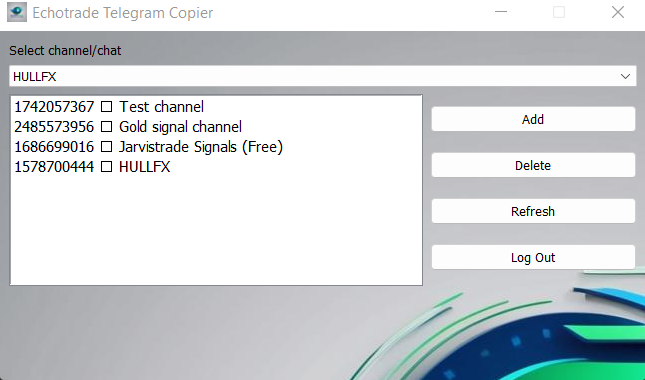 Echotrade Telegram Copier
Select channel/chat
HULLFX
1742057367 □ Test channel
2485573956 □ Gold signal channel
1686699016 □ Jarvistrade Signals (Free)
1578700444 □ HULLFX
Add
Delete
Refresh
Log Out